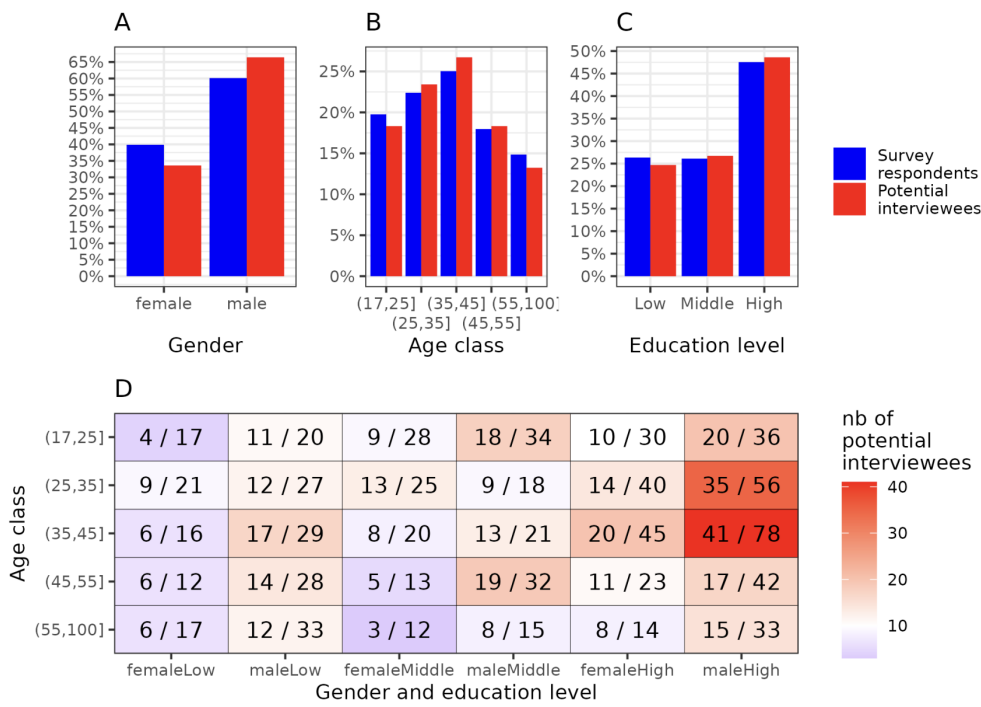 A
65%
60%
55%
50%
45%
40%
35%
30%
25%
20%
15%
10%
5%
0%
female male
Gender
B
25%
20%
15%
10%
5%
0%
(17,25] (35,45] (55,100]
(25,35] (45,55]
Age class
C
50%
45%
40%
35%
30%
25%
20%
15%
10%
5%
0%
Low Middle High
Education level
Survey
respondents
Potential
interviewees
D
Age class
(17,25] 4 / 17 11 / 20 9 / 28 18 / 34 10 / 30 20 / 36
(25,35] 9 / 21 12 / 27 13 / 25 9 / 18 14 / 40 35 / 56
(35,45] 6 / 16 17 / 29 8 / 20 13 / 21 20 / 45 41 / 78
(45,55] 6 / 12 14 / 28 5 / 13 19 / 32 11 / 23 17 / 42
(55,100] 6 / 17 12 / 33 3 / 12 8 / 15 8 / 14 15 / 33
femaleLow maleLow femaleMiddle maleMiddle femaleHigh maleHigh
Gender and education level
nb of
potential
interviewees
40
30
20
10